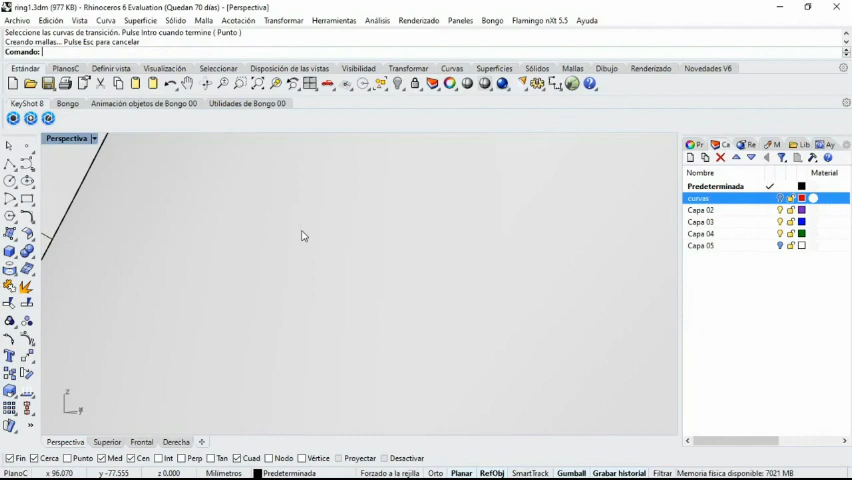 ring1.3dm (977 KB) - Rhinoceros 6 Evaluation (Quedan 70 días) - [Perspectiva]
Archivo Edición Vista Curva Superficie Sólido Malla Acotación Transformar Herramientas Análisis Renderizado Paneles Bongo Flamingo nXt 5.5 Ayuda
Seleccione las curvas de transición. Pulse Intro cuando termine ( Punto )
Creando mallas... Pulse Esc para cancelar
Comando:
Estándar PlanosC Definir vista Visualización Seleccionar Disposición de las vistas Visibilidad Transformar Curvas Superficies Sólidos Mallas Dibujo Renderizado Novedades V6
KeyShot 8 Bongo Animación objetos de Bongo 00 Utilidades de Bongo 00
Perspectiva
Pr Ca Re M Lib Ay
Nombre Material
Predeterminada
curvas
Capa 02
Capa 03
Capa 04
Capa 05
z
y
Perspectiva Superior Frontal Derecha
Fin Cerca Punto Med Cen Int Perp Tan Cuad Nodo Vértice Proyectar Desactivar
PlanoC x 96.070 y -77.555 z 0.000 Milímetros Predeterminada Forzado a la rejilla Orto Planar RefObj SmartTrack Gumball Grabar historial Filtrar Memoria física disponible: 7021 MB